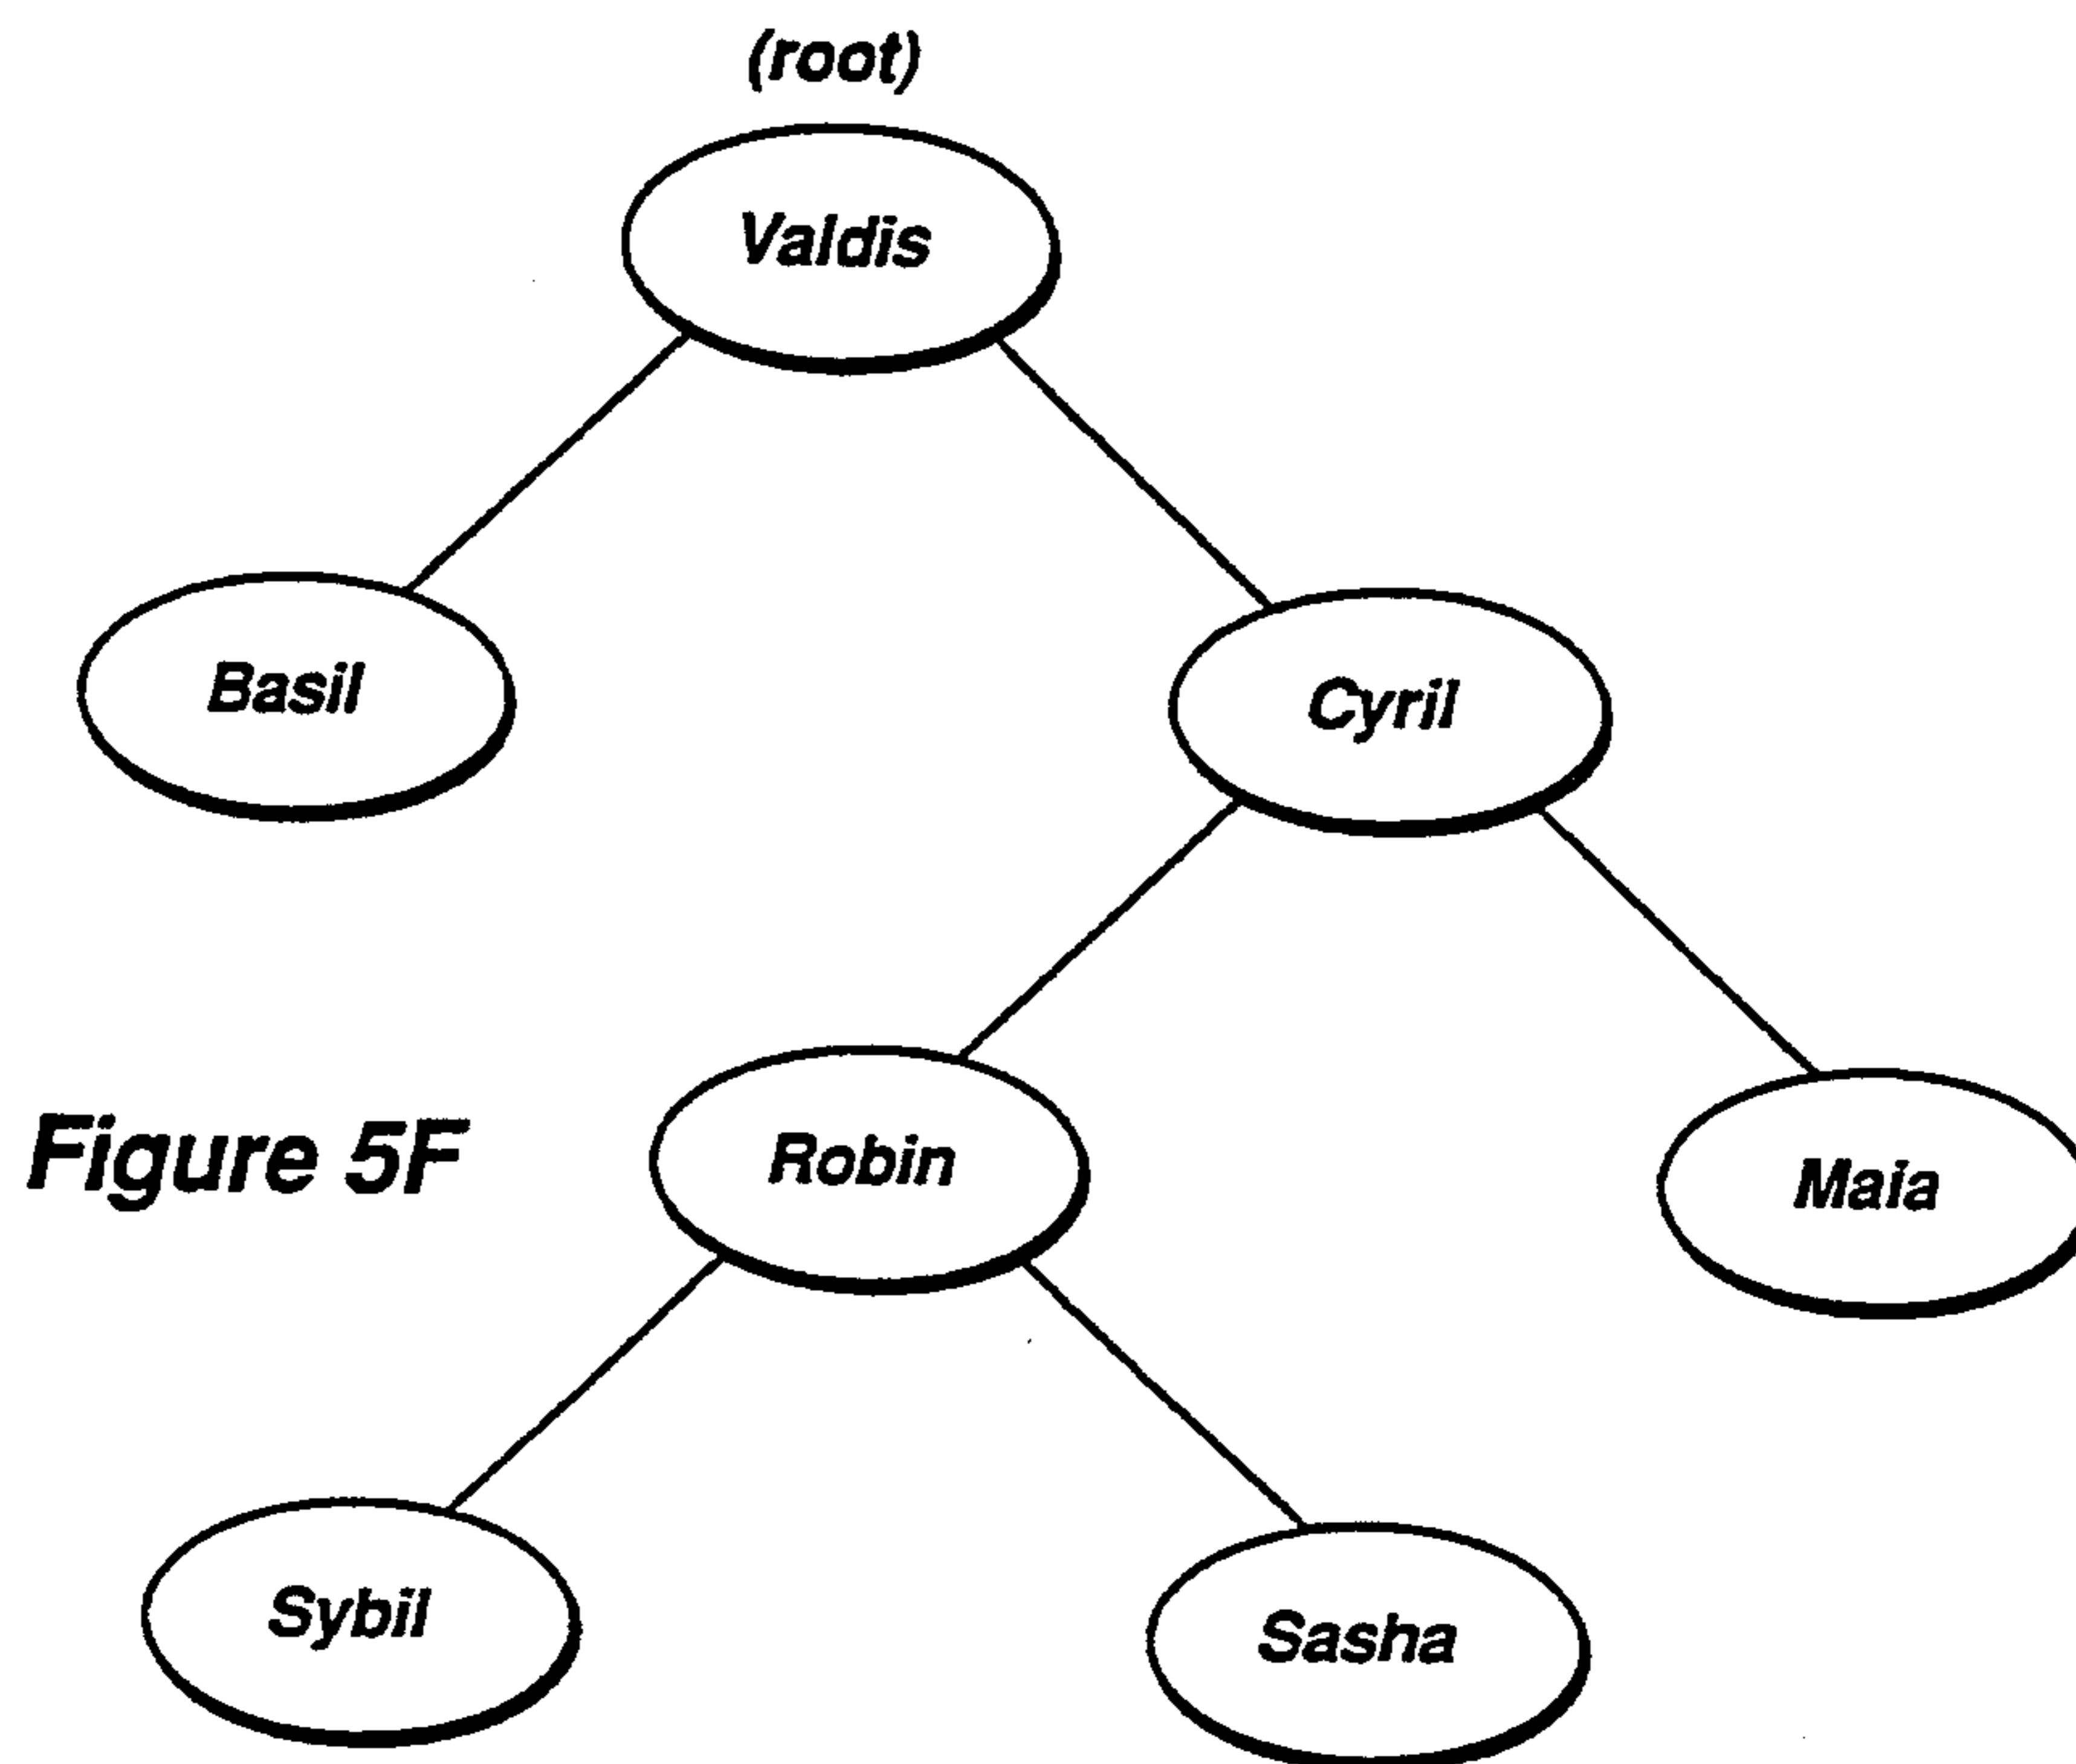 (root)
Valdis
Basil
Cyril
Figure 5F
Robin
Maia
Sybil
Sasha